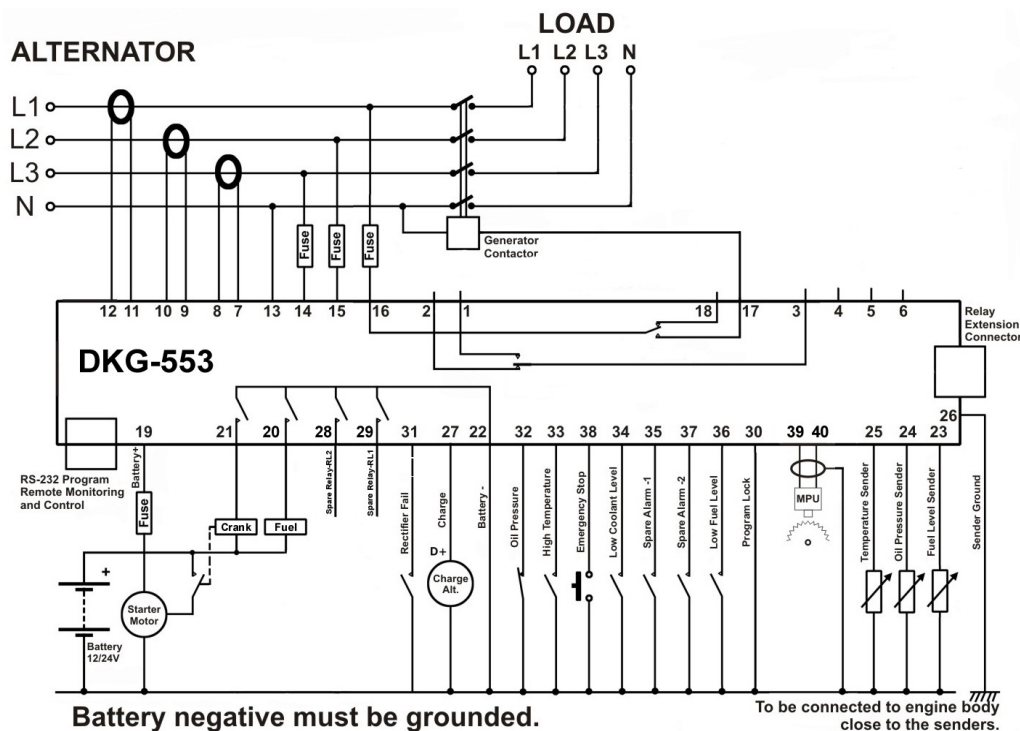 LOAD
ALTERNATOR
L1 L2 L3 N
L1
L2
L3
N
Fuse
Fuse
Fuse
Generator
Contactor
12 11 10 9 8 7 13 14 15 16 2 1 18 17 3 4 5 6
Relay
Extension
Connector
DKG-553
19 21 20 28 29 31 27 22 32 33 38 34 35 37 36 30 39 40 25 24 23 26
RS-232 Program
Remote Monitoring
and Control
Battery+
Fuse
Crank
Fuel
Spare Relay-RL2
Spare Relay-RL1
Rectifier Fail
Charge
Battery -
Oil Pressure
High Temperature
Emergency Stop
Low Coolant Level
Spare Alarm -1
Spare Alarm -2
Low Fuel Level
Program Lock
MPU
Temperature Sender
Oil Pressure Sender
Fuel Level Sender
Sender Ground
+
D+
Charge
Alt.
Starter
Motor
Battery
12/24V
Battery negative must be grounded.
To be connected to engine body
close to the senders.